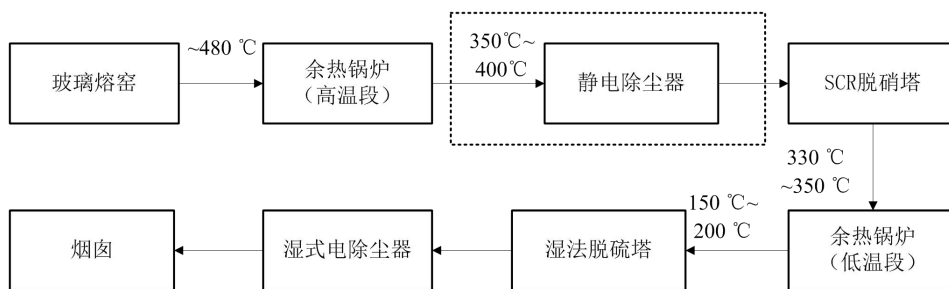 玻璃熔窑
~480 ℃
余热锅炉
（高温段）
350℃~
400℃
静电除尘器
SCR脱硝塔
330 ℃
~350 ℃
余热锅炉
（低温段）
150 ℃~
200 ℃
湿法脱硫塔
湿式电除尘器
烟囱